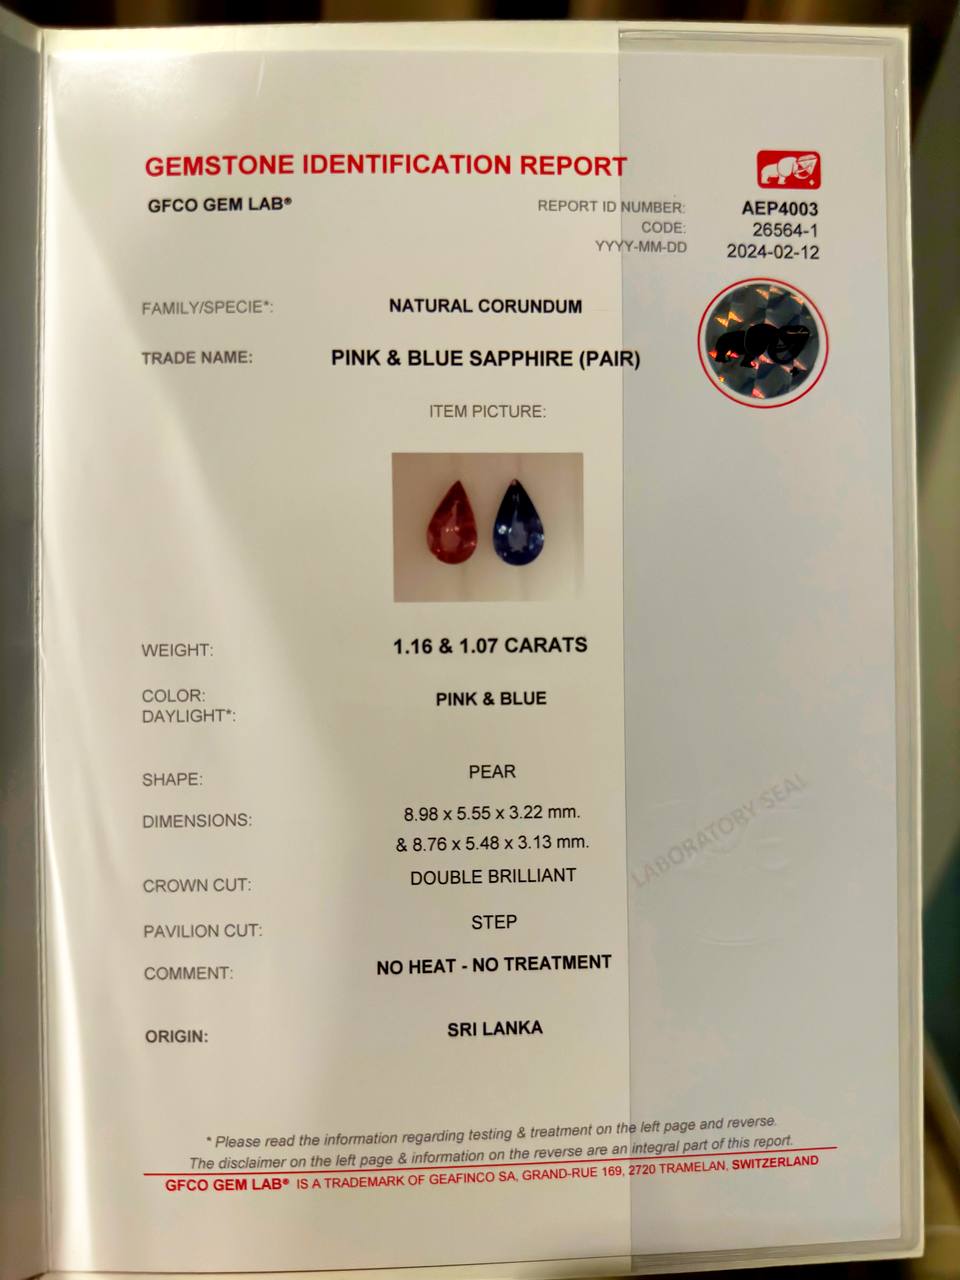 GEMSTONE IDENTIFICATION REPORT
GFCO GEM LAB®
REPORT ID NUMBER: AEP4003
CODE: 26564-1
YYYY-MM-DD 2024-02-12
FAMILY/SPECIE*: NATURAL CORUNDUM
TRADE NAME: PINK & BLUE SAPPHIRE (PAIR)
ITEM PICTURE:
WEIGHT: 1.16 & 1.07 CARATS
COLOR:
DAYLIGHT*: PINK & BLUE
SHAPE: PEAR
DIMENSIONS: 8.98 x 5.55 x 3.22 mm.
& 8.76 x 5.48 x 3.13 mm.
CROWN CUT: DOUBLE BRILLIANT
PAVILION CUT: STEP
COMMENT: NO HEAT - NO TREATMENT
ORIGIN: SRI LANKA
LABORATORY SEAL
* Please read the information regarding testing & treatment on the left page and reverse.
The disclaimer on the left page & information on the reverse are an integral part of this report.
GFCO GEM LAB® IS A TRADEMARK OF GEAFINCO SA, GRAND-RUE 169, 2720 TRAMELAN, SWITZERLAND